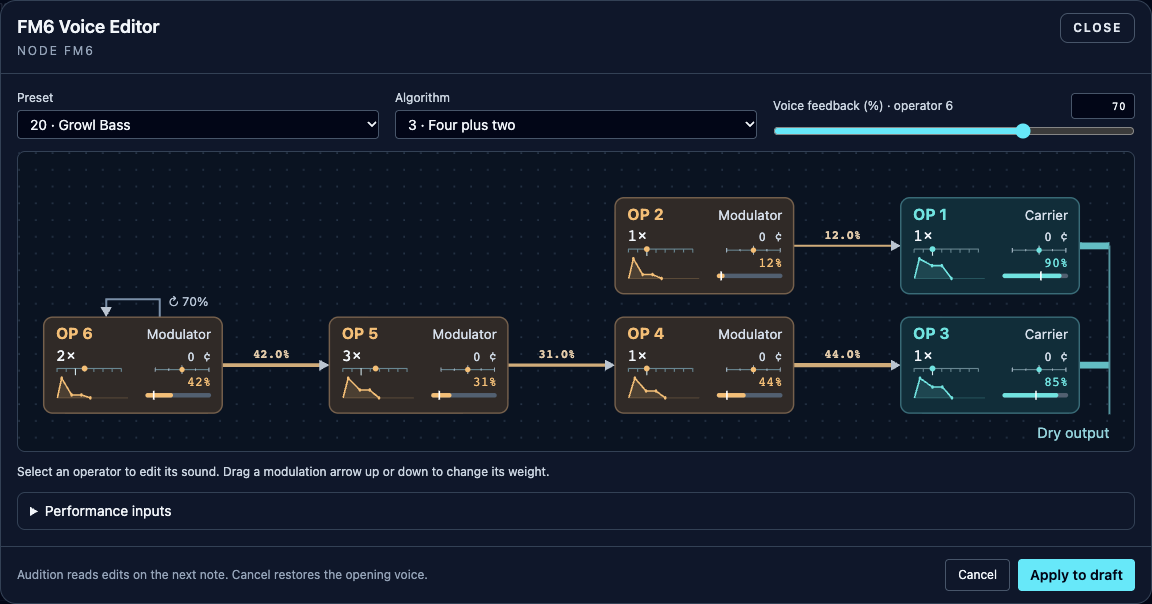 FM6 Voice Editor
NODE FM6
CLOSE
Preset
20 · Growl Bass
Algorithm
3 · Four plus two
Voice feedback (%) · operator 6
70
OP 2 Modulator
1× 0 ¢
12%
12.0%
OP 1 Carrier
1× 0 ¢
90%
↻ 70%
OP 6 Modulator
2× 0 ¢
42%
42.0%
OP 5 Modulator
3× 0 ¢
31%
31.0%
OP 4 Modulator
1× 0 ¢
44%
44.0%
OP 3 Carrier
1× 0 ¢
85%
Dry output
Select an operator to edit its sound. Drag a modulation arrow up or down to change its weight.
▶ Performance inputs
Audition reads edits on the next note. Cancel restores the opening voice.
Cancel
Apply to draft